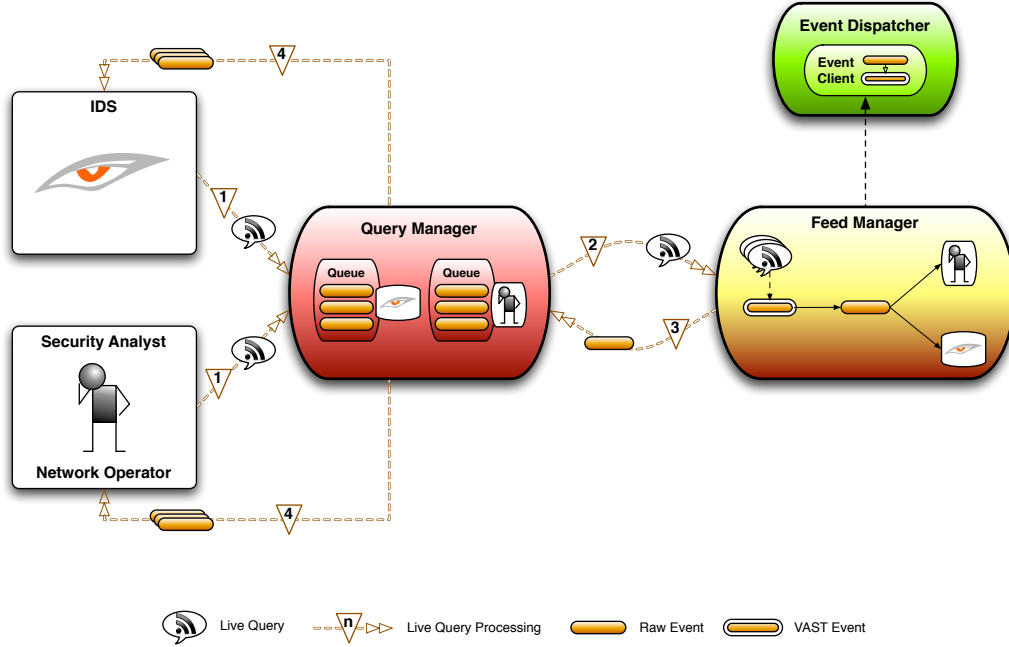 Event Dispatcher
Event
Client
4
IDS
1
Query Manager
Queue
Queue
2
Feed Manager
3
Security Analyst
1
Network Operator
4
Live Query
n
Live Query Processing
Raw Event
VAST Event